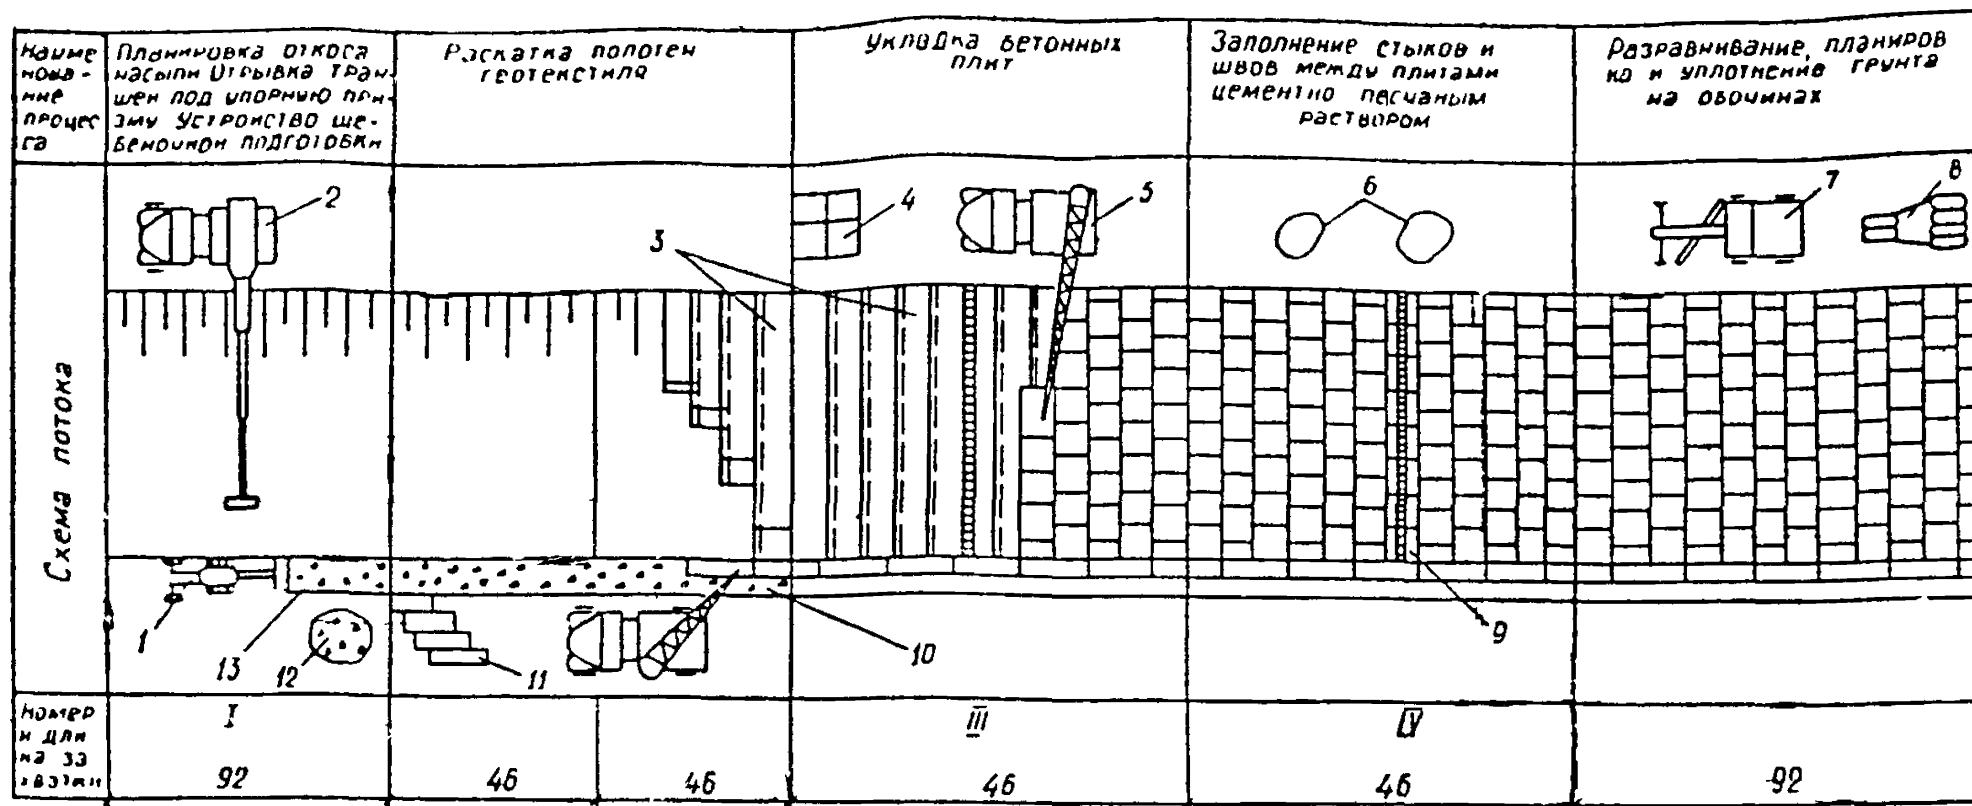 Наиме
нова-
ние
процес
са
Планировка откоса
насыпи Отрывка тран-
шеи под упорную при-
зму Устройство ще-
беночной подготовки
Раскатка полотен
геотекстиля
Укладка бетонных
плит
Заполнение стыков и
швов между плитами
цементно песчаным
раствором
Разравнивание, планиров
ка и уплотнение грунта
на обочинах
Схема потока
2
3
4
5
6
7
8
1
13
12
11
10
9
Номер
и дли
на за
хватки
I
III
IV
92
46
46
46
46
92